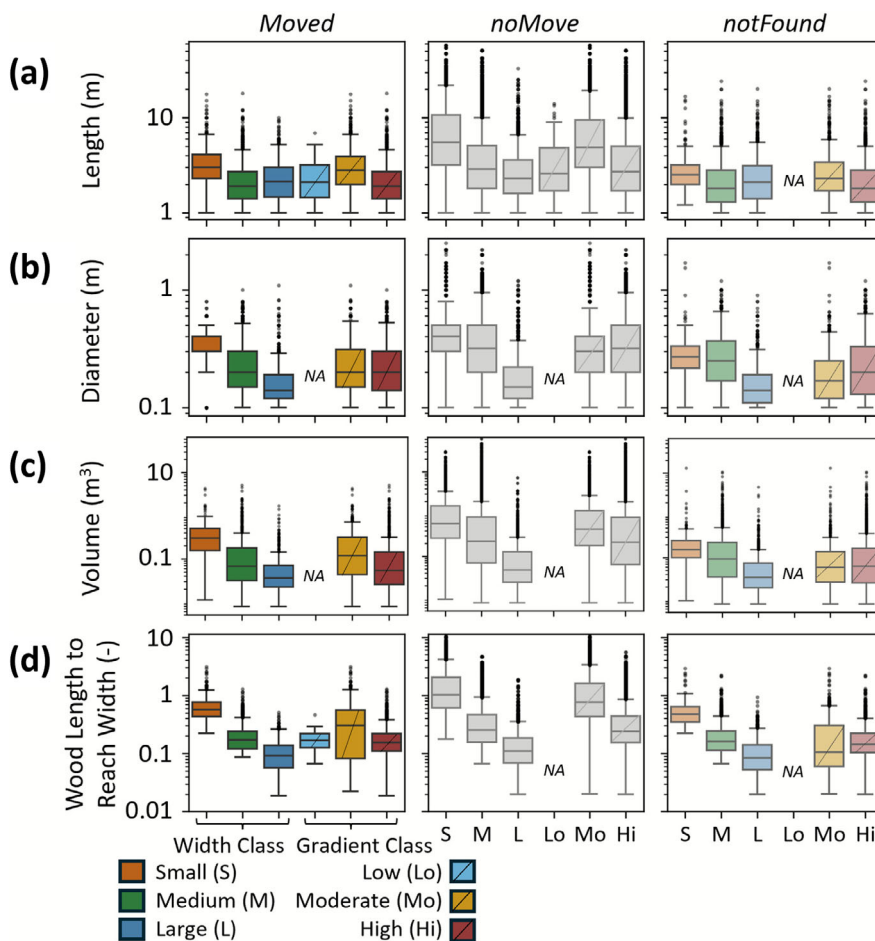 Moved noMove notFound
(a)
Length (m)
10
1
NA
(b)
Diameter (m)
1
0.1
NA NA NA
(c)
Volume (m³)
10
0.1
NA NA NA
(d)
Wood Length to
Reach Width (-)
10
1
0.1
0.01
NA NA
S M L Lo Mo Hi S M L Lo Mo Hi
Width Class Gradient Class
Small (S) Low (Lo)
Medium (M) Moderate (Mo)
Large (L) High (Hi)